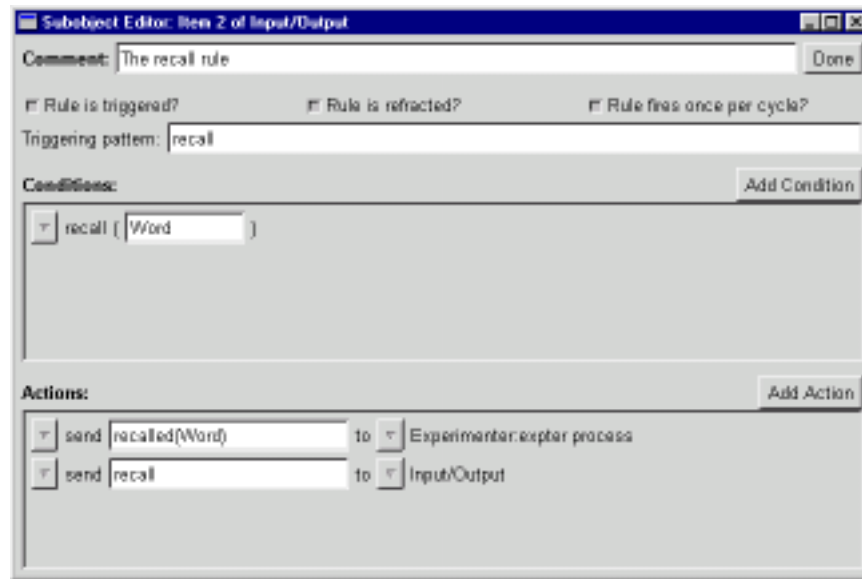 Subobject Editor: Item 2 of Input/Output
Comment: The recall rule Done
Rule is triggered? Rule is refracted? Rule fires once per cycle?
Triggering pattern: recall
Conditions: Add Condition
recall ( Word )
Actions: Add Action
send recalled(Word) to Experimenter:expter process
send recall to Input/Output